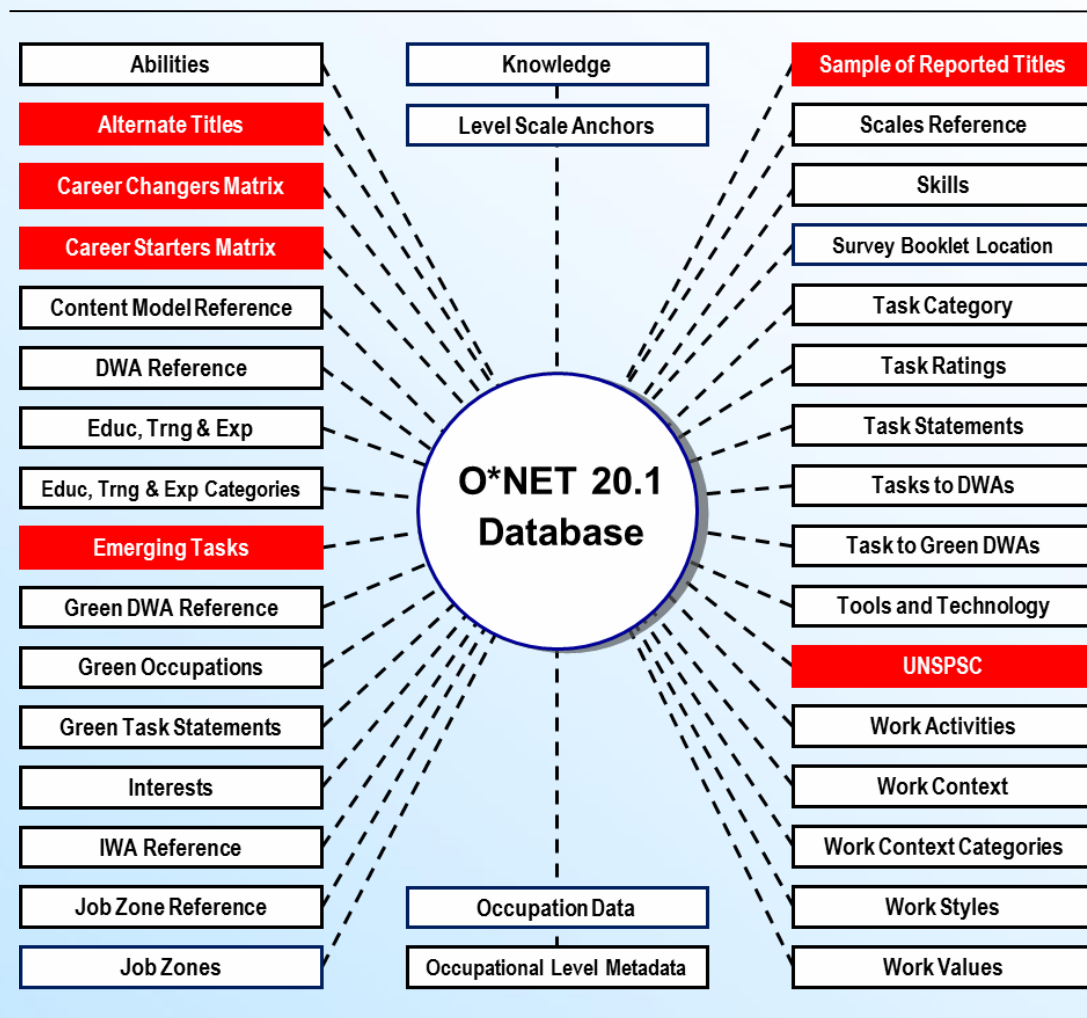 Abilities
Alternate Titles
Career Changers Matrix
Career Starters Matrix
Content Model Reference
DWA Reference
Educ, Trng & Exp
Educ, Trng & Exp Categories
Emerging Tasks
Green DWA Reference
Green Occupations
Green Task Statements
Interests
IWA Reference
Job Zone Reference
Job Zones
Knowledge
Level Scale Anchors
O*NET 20.1
Database
Occupation Data
Occupational Level Metadata
Sample of Reported Titles
Scales Reference
Skills
Survey Booklet Location
Task Category
Task Ratings
Task Statements
Tasks to DWAs
Task to Green DWAs
Tools and Technology
UNSPSC
Work Activities
Work Context
Work Context Categories
Work Styles
Work Values